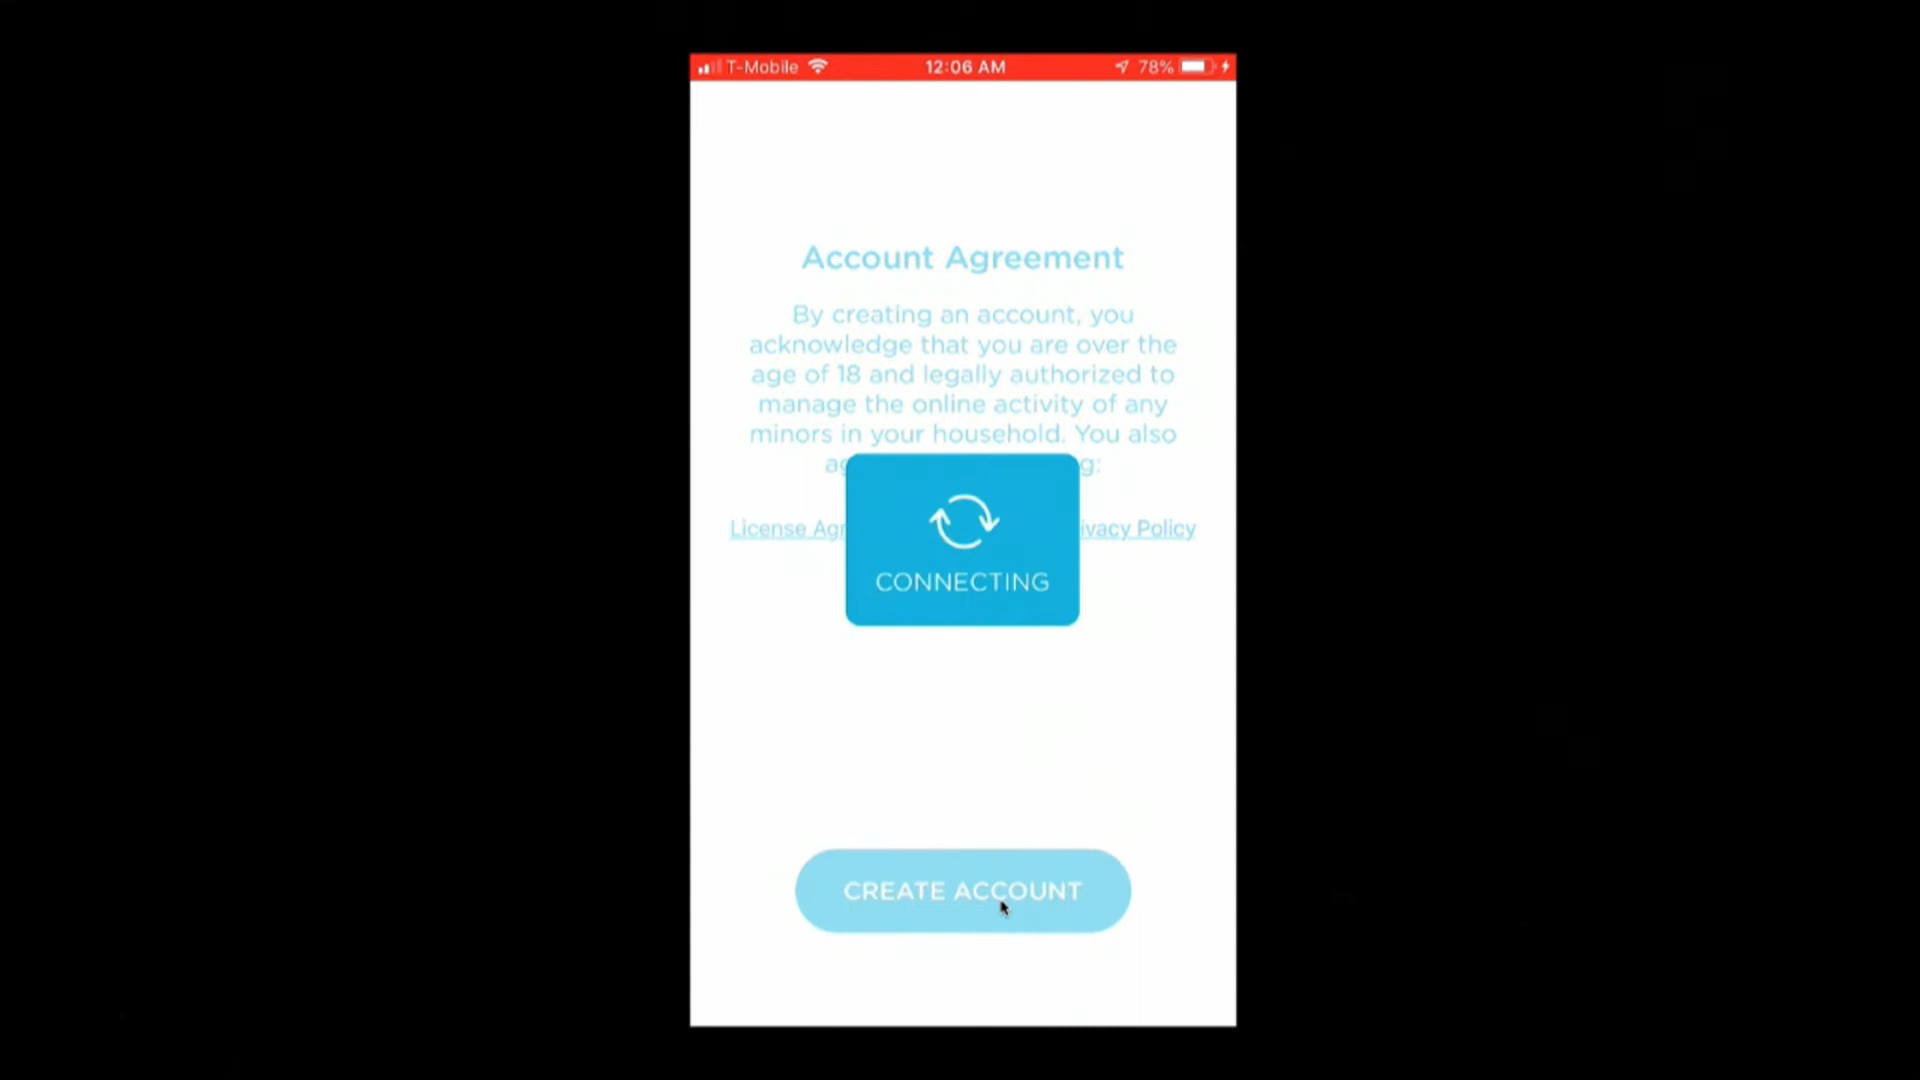 T-Mobile 12:06 AM 78%
Account Agreement
By creating an account, you
acknowledge that you are over the
age of 18 and legally authorized to
manage the online activity of any
minors in your household. You also
g:
License Agr ivacy Policy
CONNECTING
CREATE ACCOUNT